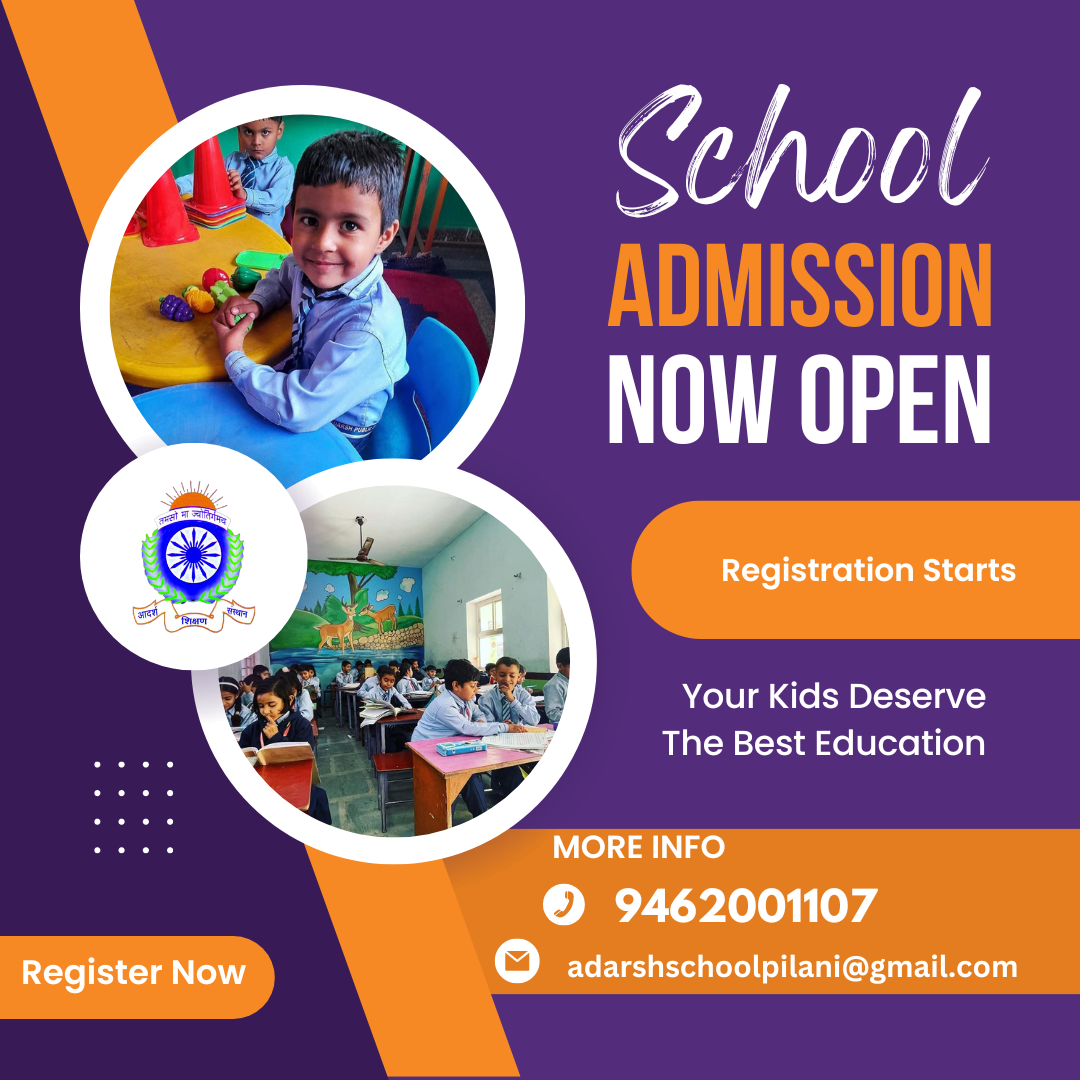 School
ADMISSION
NOW OPEN
तमसो मा ज्योतिर्गमय
आदर्श
शिक्षण
संस्थान
Registration Starts
Your Kids Deserve
The Best Education
MORE INFO
9462001107
adarshschoolpilani@gmail.com
Register Now